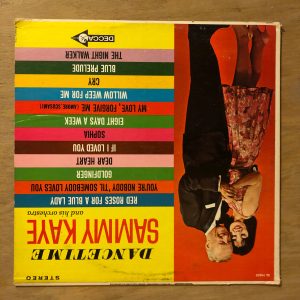 STEREO
DANCETIME
SAMMY KAYE
and his orchestra
RED ROSES FOR A BLUE LADY
YOU'RE NOBODY 'TIL SOMEBODY LOVES YOU
GOLDFINGER
DEAR HEART
IF I LOVED YOU
SOPHIA
EIGHT DAYS A WEEK
MY LOVE, FORGIVE ME (AMORE SCUSAMI)
WILLOW WEEP FOR ME
CRY
BLUE PRELUDE
THE NIGHT WALKER
DECCA